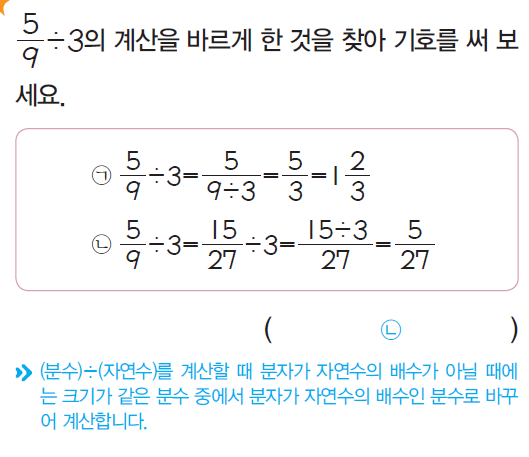 5/9÷3의 계산을 바르게 한 것을 찾아 기호를 써 보
세요.
㉠ 5/9÷3=5/(9÷3)=5/3=1 2/3
㉡ 5/9÷3=15/27÷3=(15÷3)/27=5/27
( ㉡ )
» (분수)÷(자연수)를 계산할 때 분자가 자연수의 배수가 아닐 때에
는 크기가 같은 분수 중에서 분자가 자연수의 배수인 분수로 바꾸
어 계산합니다.